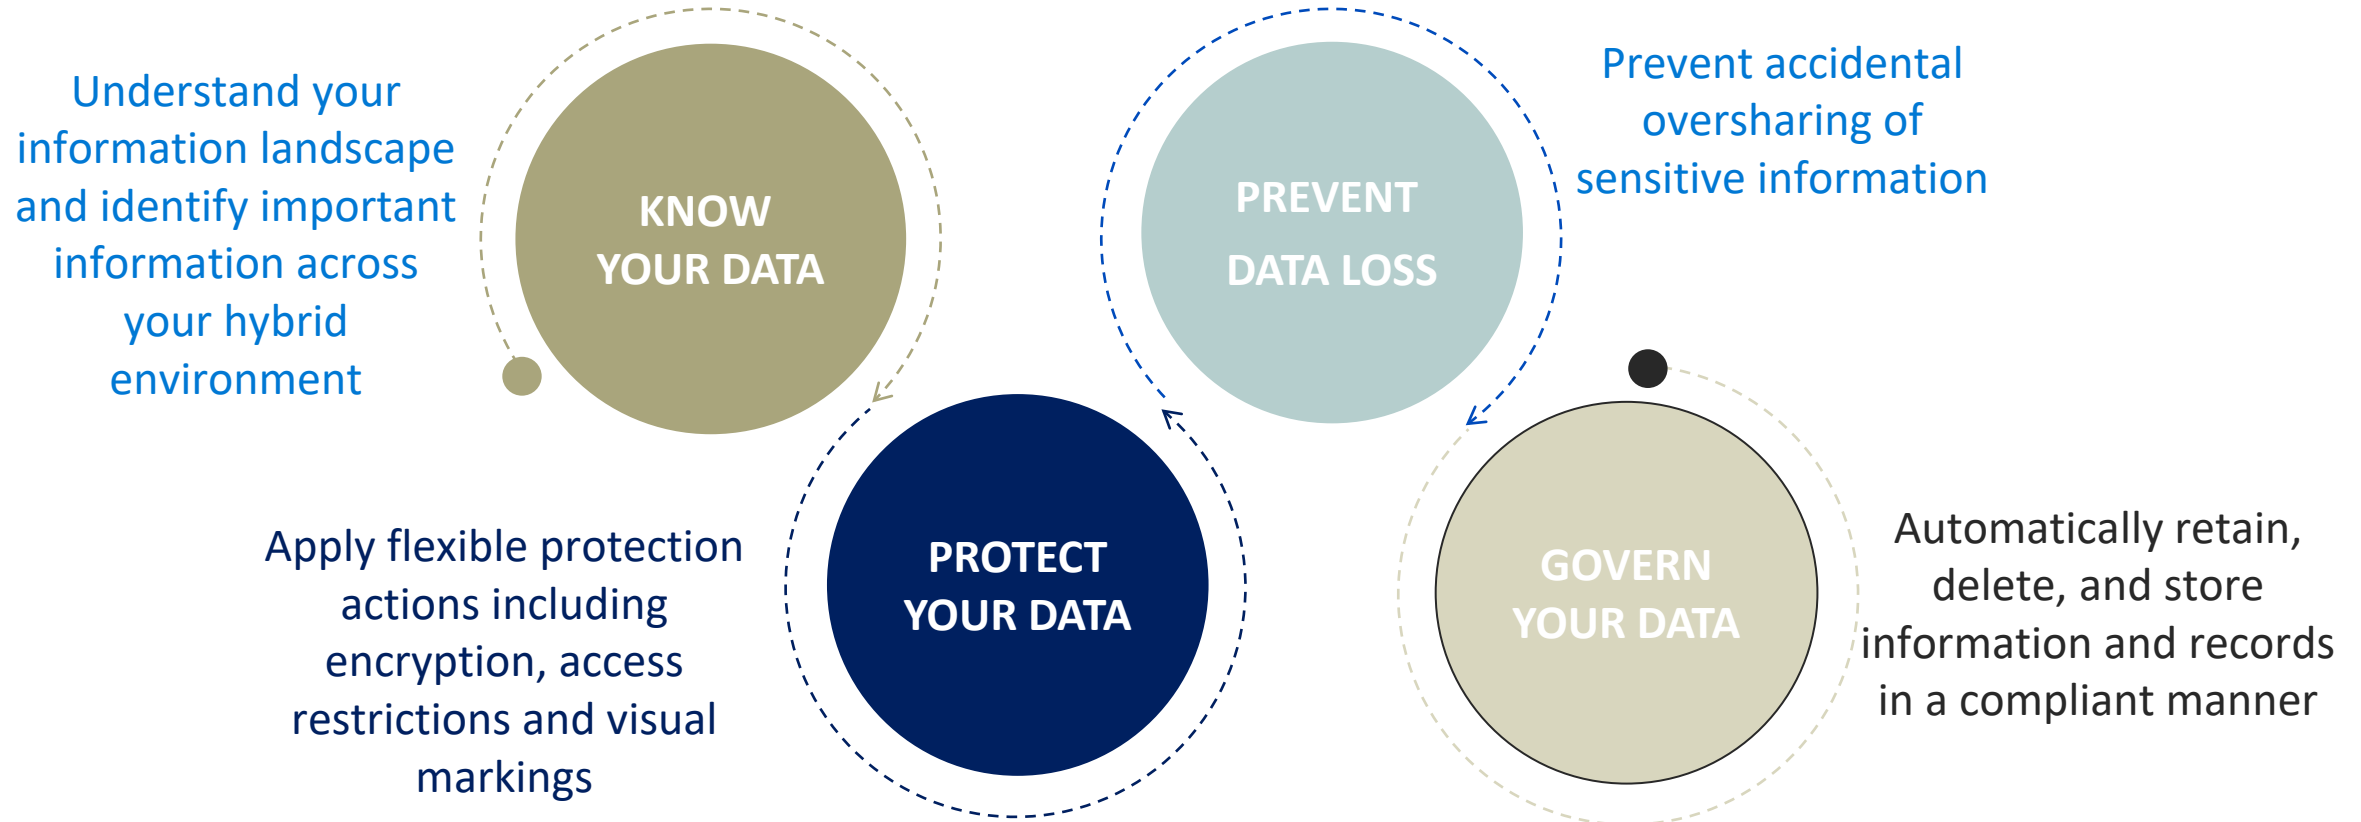 Understand your
information landscape
and identify important
information across
your hybrid
environment
KNOW
YOUR DATA
Apply flexible protection
actions including
encryption, access
restrictions and visual
markings
PROTECT
YOUR DATA
PREVENT
DATA LOSS
Prevent accidental
oversharing of
sensitive information
GOVERN
YOUR DATA
Automatically retain,
delete, and store
information and records
in a compliant manner